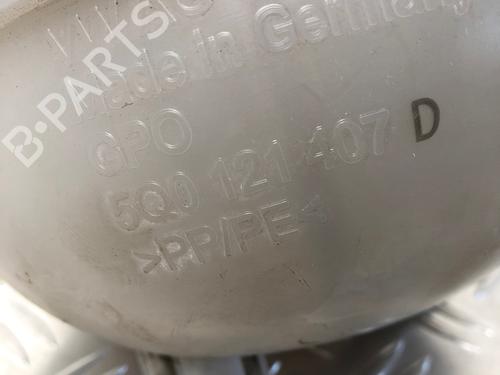 Made in Germany
GPO
5Q0 121 407 D
>PP/PE<
B-PARTS